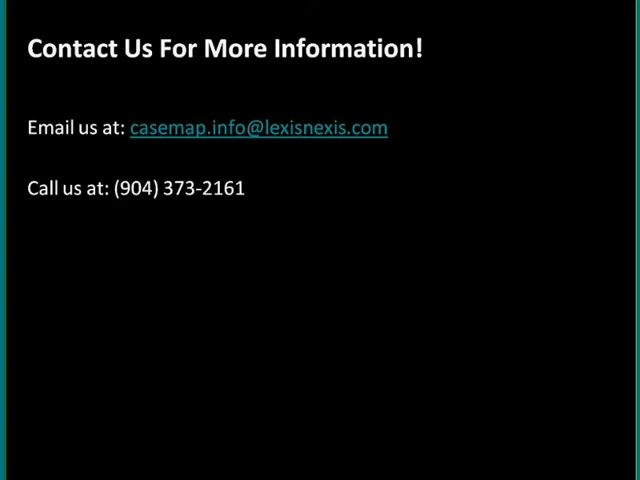 Contact Us For More Information!
Email us at: casemap.info@lexisnexis.com
Call us at: (904) 373-2161